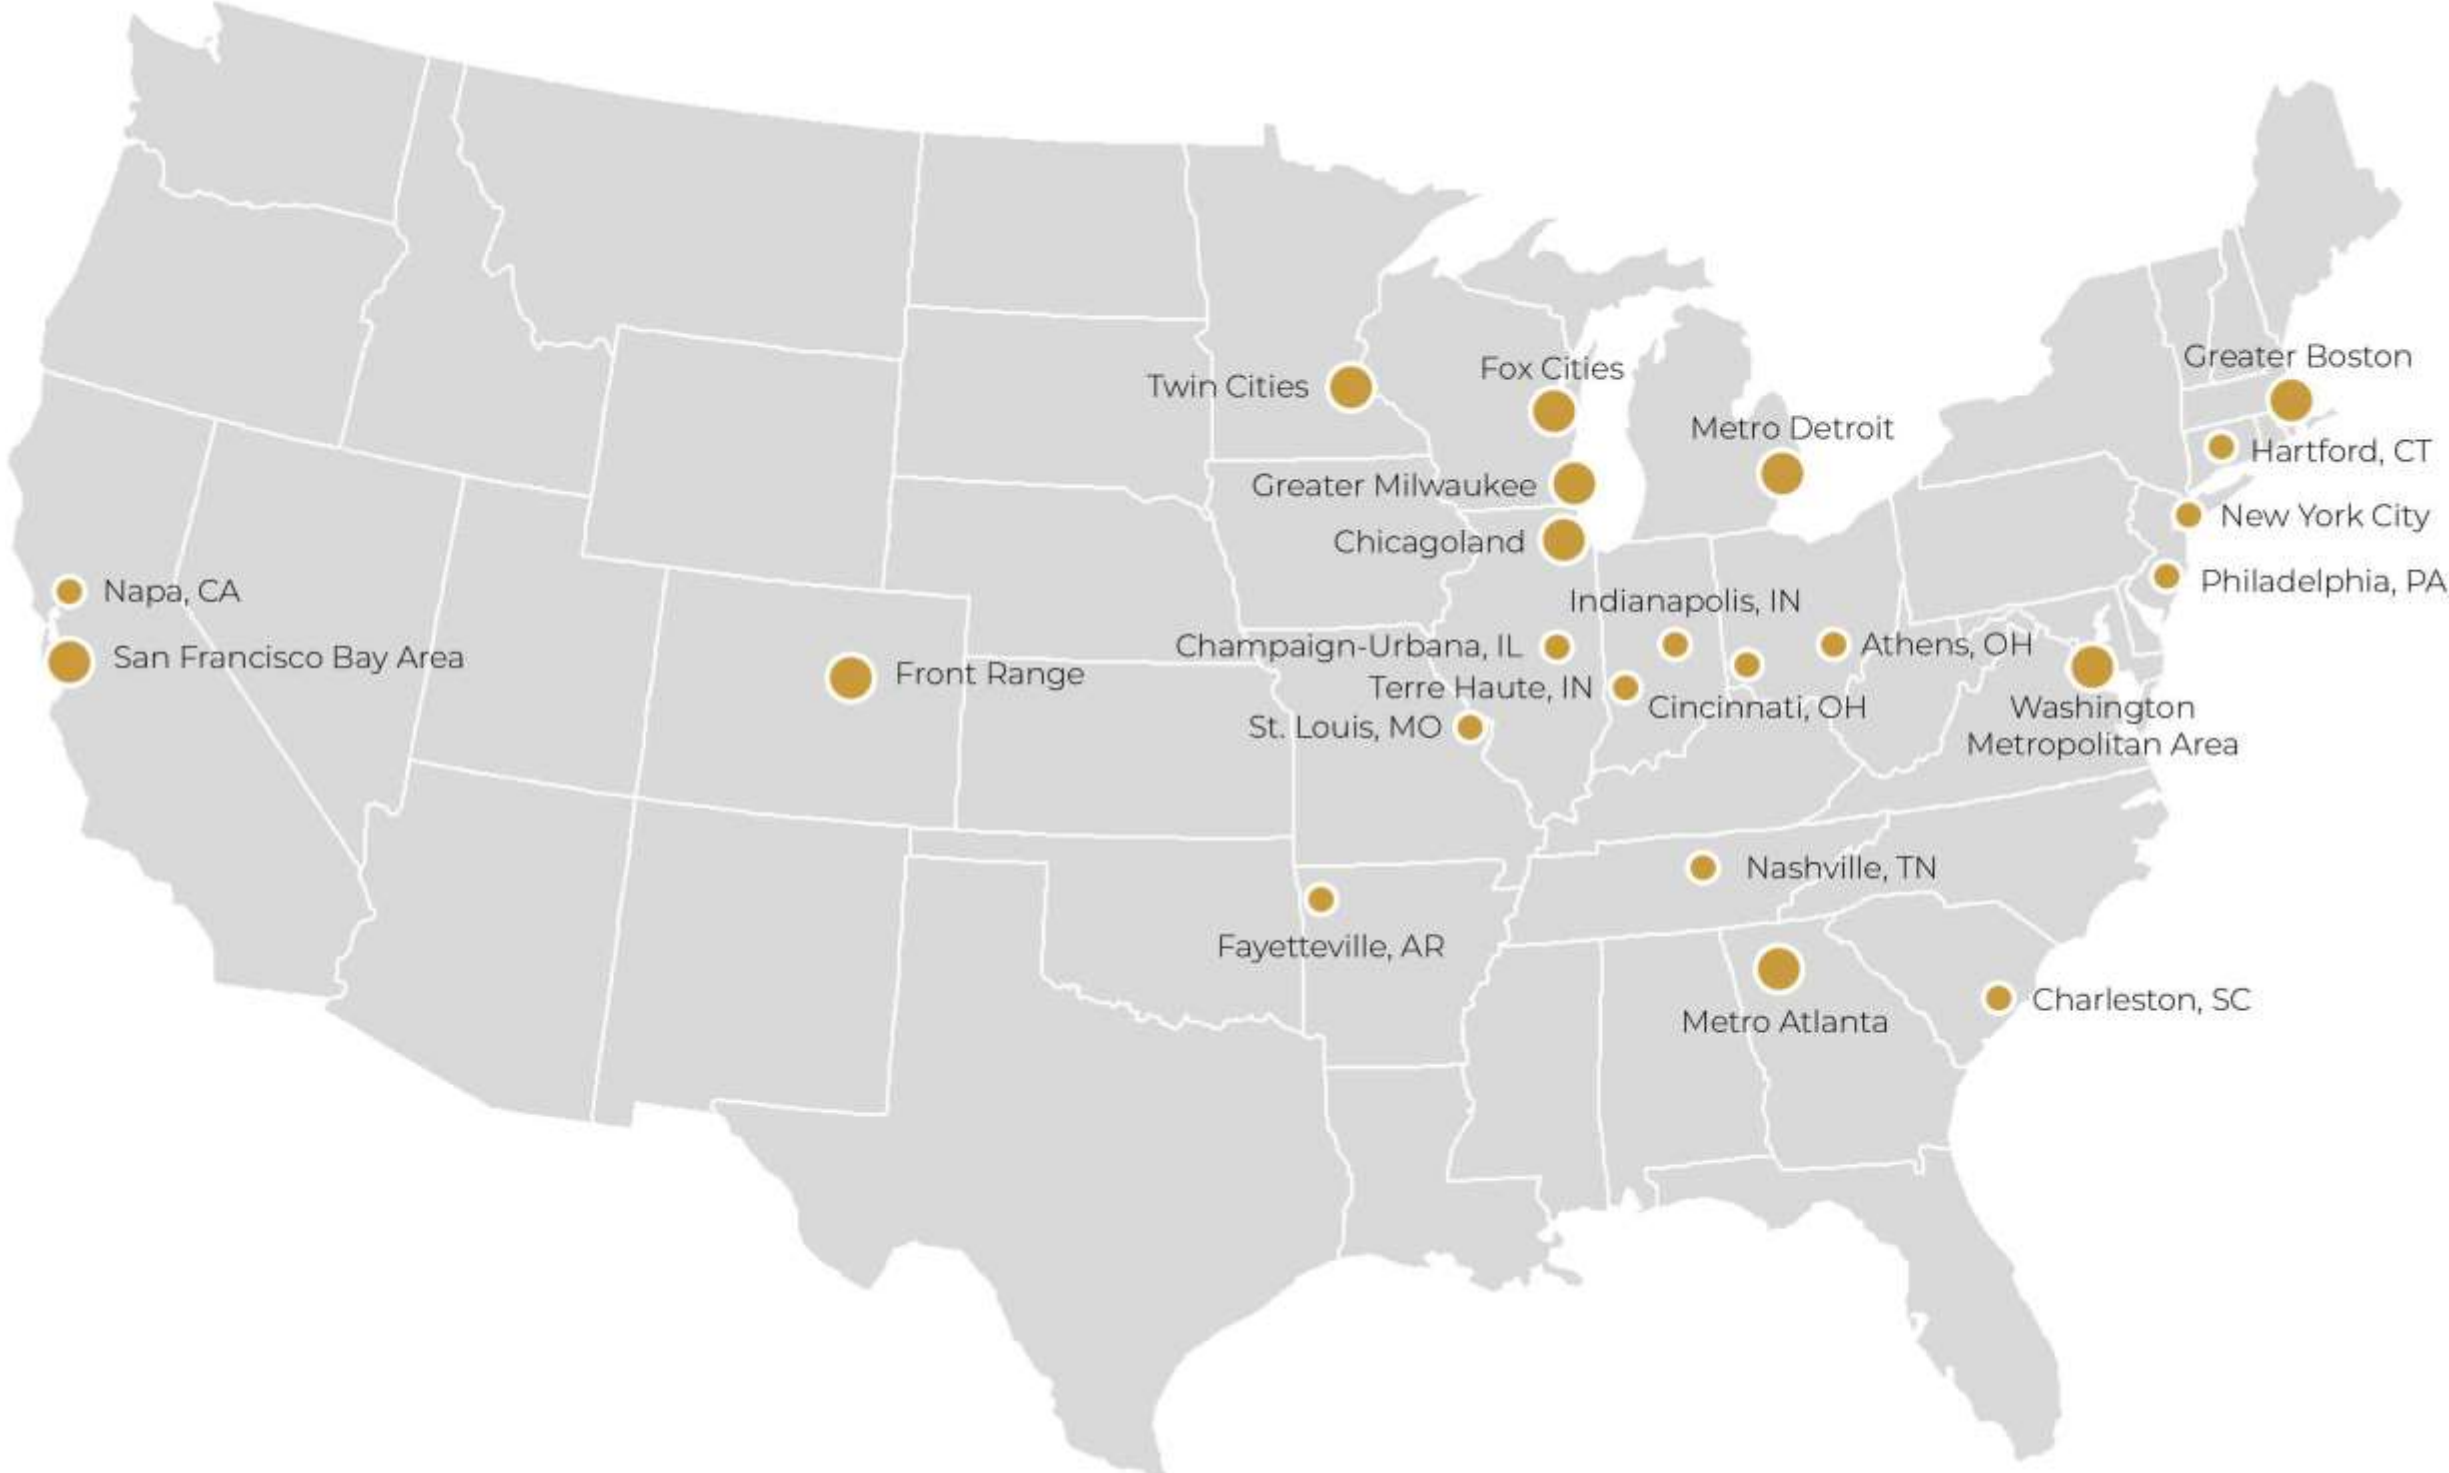 Greater Boston
Fox Cities
Twin Cities
Metro Detroit
Hartford, CT
Greater Milwaukee
New York City
Chicagoland
Philadelphia, PA
Napa, CA
Indianapolis, IN
Champaign-Urbana, IL
Athens, OH
San Francisco Bay Area
Front Range
Terre Haute, IN
Cincinnati, OH
Washington
Metropolitan Area
St. Louis, MO
Nashville, TN
Fayetteville, AR
Charleston, SC
Metro Atlanta